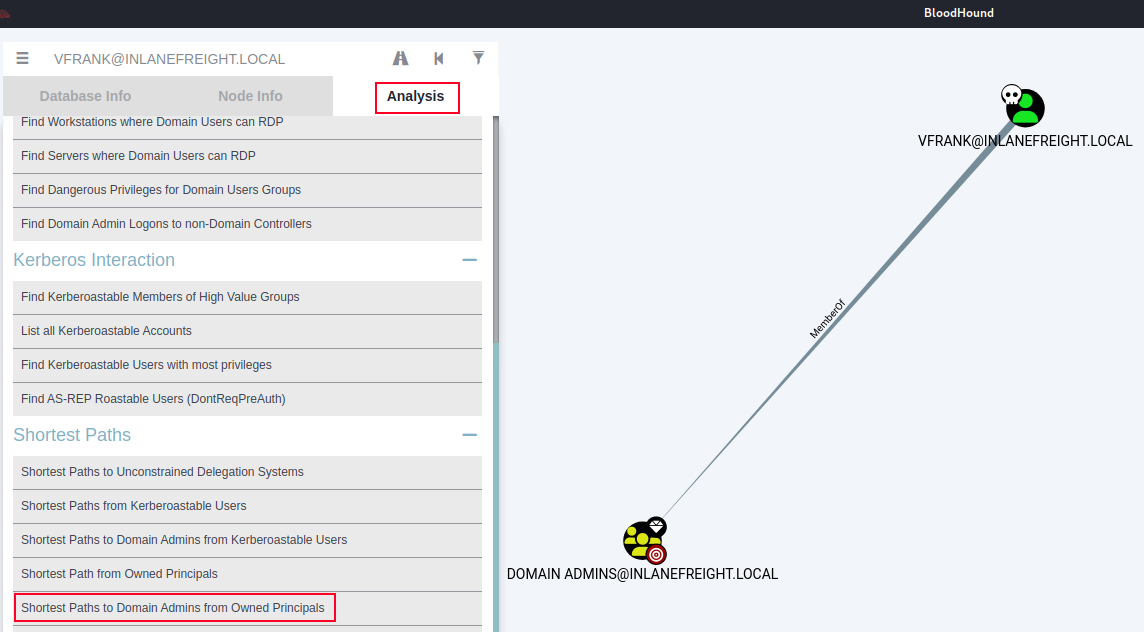 BloodHound
VFRANK@INLANEFREIGHT.LOCAL
Database Info
Node Info
Analysis
Find Workstations where Domain Users can RDP
Find Servers where Domain Users can RDP
Find Dangerous Privileges for Domain Users Groups
Find Domain Admin Logons to non-Domain Controllers
Kerberos Interaction
Find Kerberoastable Members of High Value Groups
List all Kerberoastable Accounts
Find Kerberoastable Users with most privileges
Find AS-REP Roastable Users (DontReqPreAuth)
Shortest Paths
Shortest Paths to Unconstrained Delegation Systems
Shortest Paths from Kerberoastable Users
Shortest Paths to Domain Admins from Kerberoastable Users
Shortest Path from Owned Principals
Shortest Paths to Domain Admins from Owned Principals
VFRANK@INLANEFREIGHT.LOCAL
MemberOf
DOMAIN ADMINS@INLANEFREIGHT.LOCAL